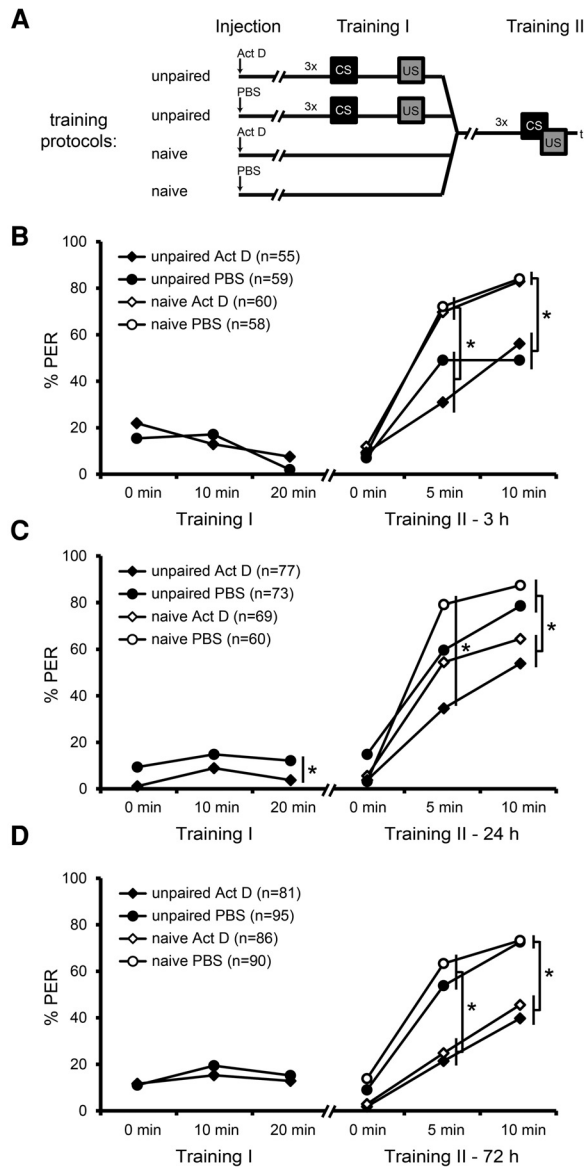 A
Injection Training I Training II
Act D
unpaired 3x CS US
PBS
unpaired 3x CS US
training protocols:
3x CS US t
Act D
naive
PBS
naive
B
100
80
60
40
20
0
% PER
unpaired Act D (n=55)
unpaired PBS (n=59)
naive Act D (n=60)
naive PBS (n=58)
*
*
0 min 10 min 20 min 0 min 5 min 10 min
Training I Training II - 3 h
C
100
80
60
40
20
0
% PER
unpaired Act D (n=77)
unpaired PBS (n=73)
naive Act D (n=69)
naive PBS (n=60)
*
*
*
0 min 10 min 20 min 0 min 5 min 10 min
Training I Training II - 24 h
D
100
80
60
40
20
0
% PER
unpaired Act D (n=81)
unpaired PBS (n=95)
naive Act D (n=86)
naive PBS (n=90)
*
*
0 min 10 min 20 min 0 min 5 min 10 min
Training I Training II - 72 h